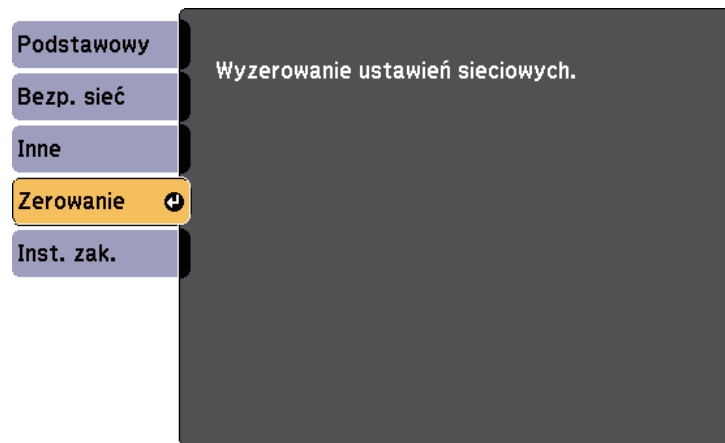 Podstawowy
Wyzerowanie ustawień sieciowych.
Bezp. sieć
Inne
Zerowanie
Inst. zak.